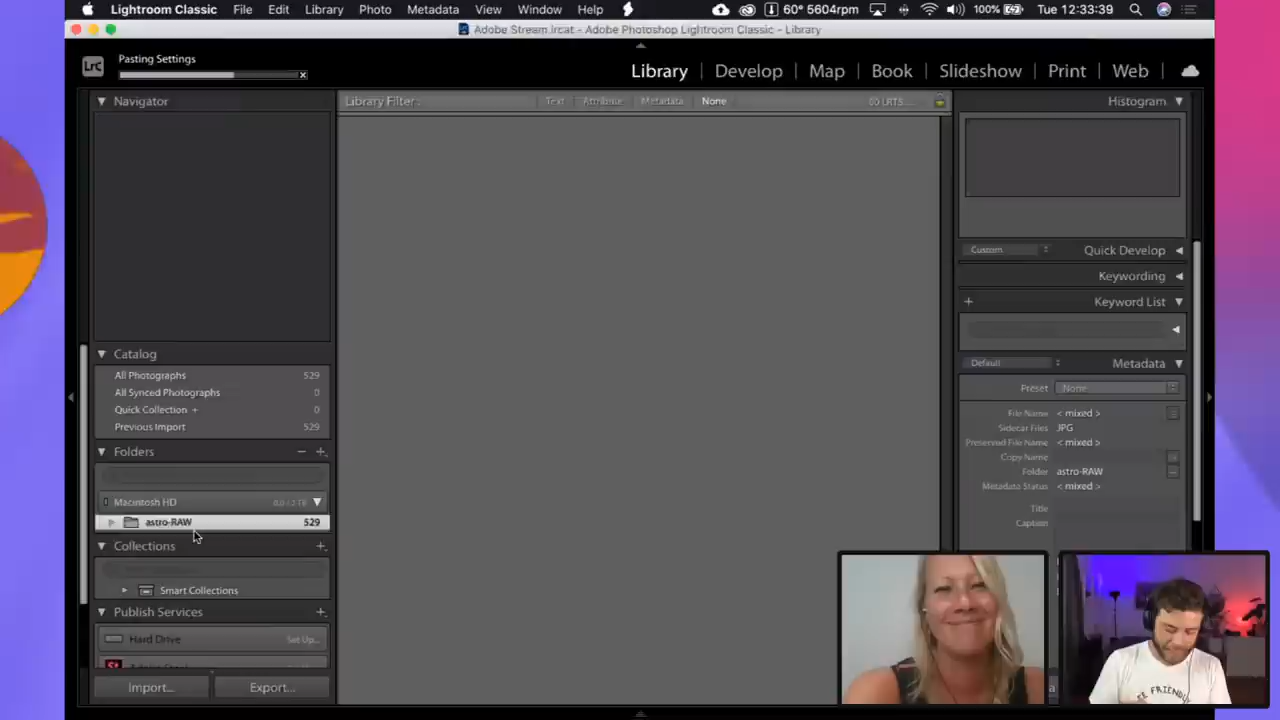 Lightroom Classic File Edit Library Photo Metadata View Window Help 60° 5604rpm 100% Tue 12:33:39
Adobe Stream.lrcat - Adobe Photoshop Lightroom Classic - Library
LrC Pasting Settings
Library | Develop | Map | Book | Slideshow | Print | Web
Navigator
Library Filter: Text Attribute Metadata None
Histogram
Custom Quick Develop
Keywording
+ Keyword List
Default Metadata
Preset None
File Name < mixed >
Sidecar Files JPG
Preserved File Name < mixed >
Copy Name
Folder astro-RAW
Metadata Status < mixed >
Title
Caption
Catalog
All Photographs 529
All Synced Photographs 0
Quick Collection + 0
Previous Import 529
Folders − +
Macintosh HD
astro-RAW 529
Collections +
Smart Collections
Publish Services +
Hard Drive Set Up...
Import... Export...